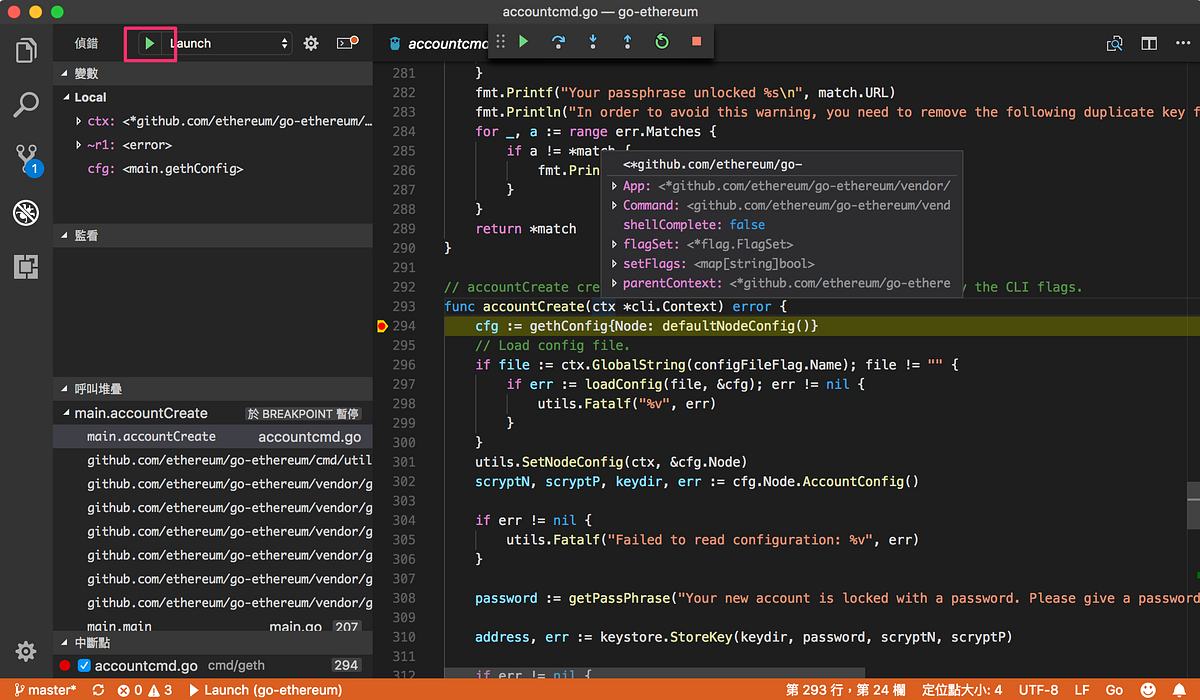 accountcmd.go — go-ethereum
偵錯
Launch
accountcmd
變數
Local
ctx: <*github.com/ethereum/go-ethereum/…
~r1: <error>
cfg: <main.gethConfig>
監看
呼叫堆疊
main.accountCreate 於 BREAKPOINT 暫停
main.accountCreate accountcmd.go
github.com/ethereum/go-ethereum/cmd/util
github.com/ethereum/go-ethereum/vendor/g
github.com/ethereum/go-ethereum/vendor/g
github.com/ethereum/go-ethereum/vendor/g
github.com/ethereum/go-ethereum/vendor/g
github.com/ethereum/go-ethereum/vendor/g
github.com/ethereum/go-ethereum/vendor/g
main.main main.go 207
中斷點
accountcmd.go cmd/geth 294
1
281 }
282 fmt.Printf("Your passphrase unlocked %s\n", match.URL)
283 fmt.Println("In order to avoid this warning, you need to remove the following duplicate key f
284 for _, a := range err.Matches {
285 if a != *match {
286 fmt.Prin
287 }
288 }
289 return *match
290 }
291
292 // accountCreate cre y the CLI flags.
293 func accountCreate(ctx *cli.Context) error {
294 cfg := gethConfig{Node: defaultNodeConfig()}
295 // Load config file.
296 if file := ctx.GlobalString(configFileFlag.Name); file != "" {
297 if err := loadConfig(file, &cfg); err != nil {
298 utils.Fatalf("%v", err)
299 }
300 }
301 utils.SetNodeConfig(ctx, &cfg.Node)
302 scryptN, scryptP, keydir, err := cfg.Node.AccountConfig()
303
304 if err != nil {
305 utils.Fatalf("Failed to read configuration: %v", err)
306 }
307
308 password := getPassPhrase("Your new account is locked with a password. Please give a password
309
310 address, err := keystore.StoreKey(keydir, password, scryptN, scryptP)
311
312 if err != nil {
<*github.com/ethereum/go-
App: <*github.com/ethereum/go-ethereum/vendor/
Command: <github.com/ethereum/go-ethereum/vend
shellComplete: false
flagSet: <*flag.FlagSet>
setFlags: <map[string]bool>
parentContext: <*github.com/ethereum/go-ethere
master* 0 3 Launch (go-ethereum) 第 293 行，第 24 欄 定位點大小: 4 UTF-8 LF Go